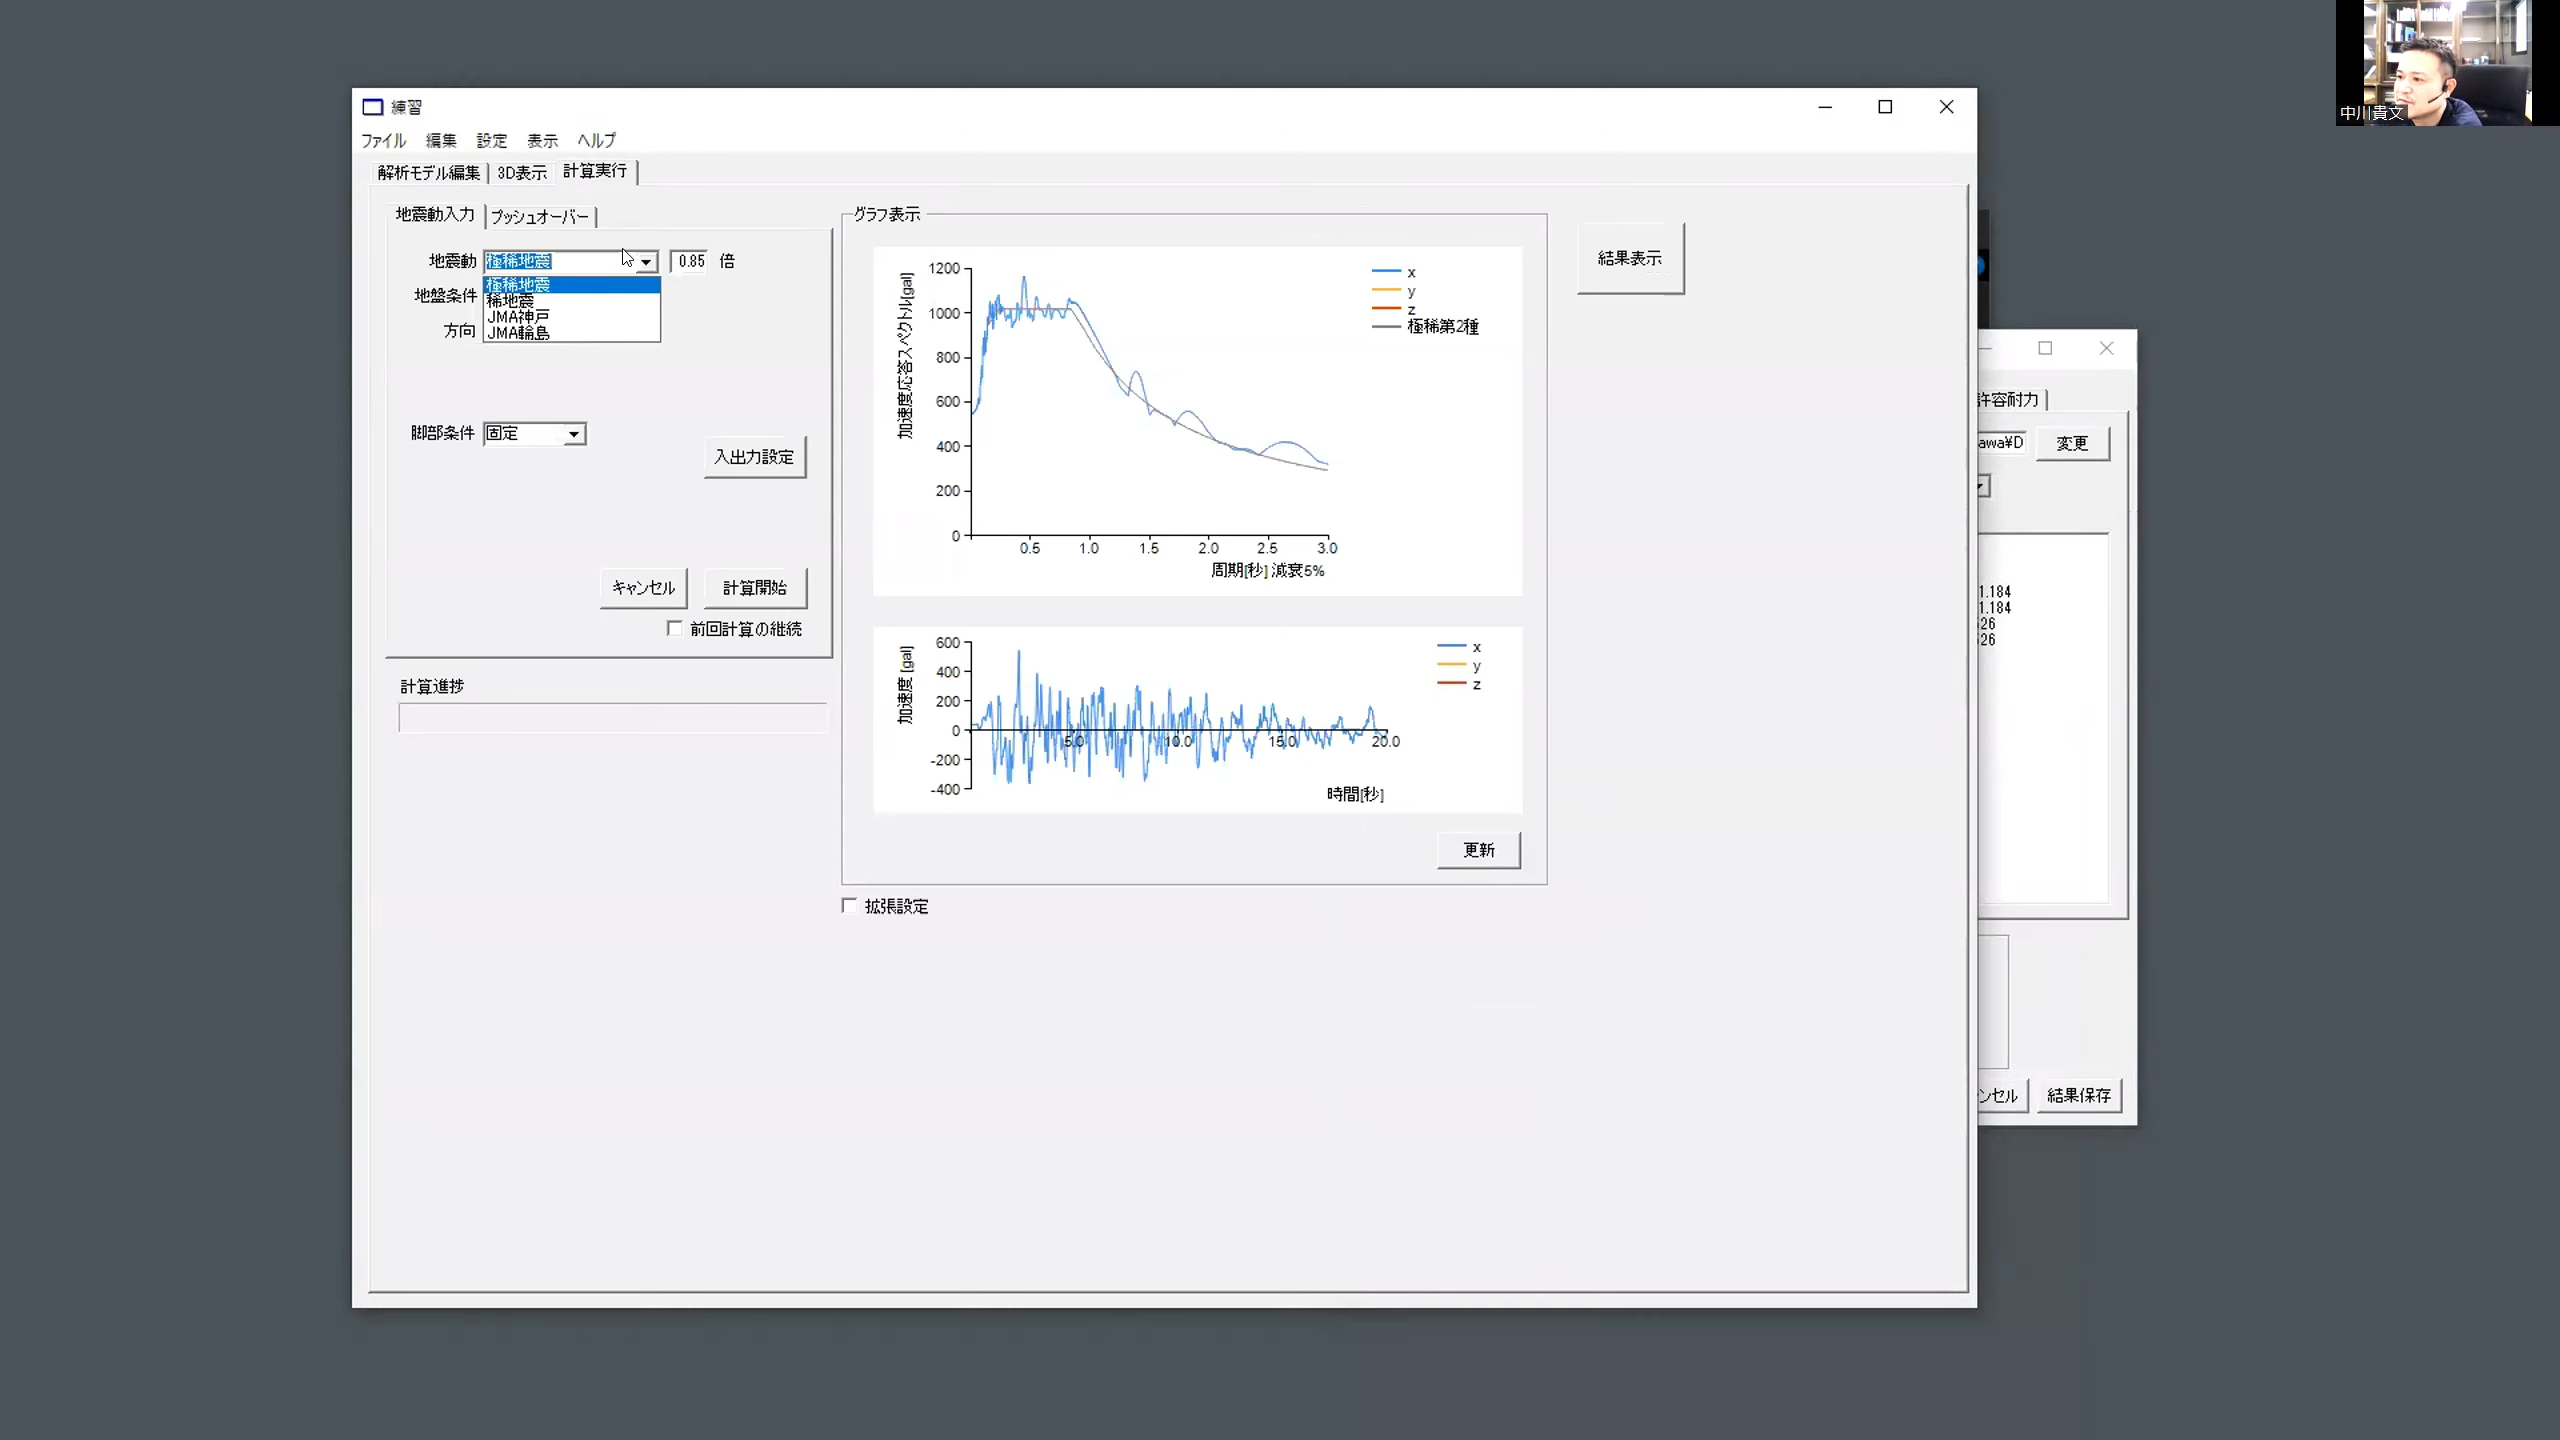 中川貴文
練習
ファイル 編集 設定 表示 ヘルプ
解析モデル編集 3D表示 計算実行
地震動入力 プッシュオーバー
地震動 極稀地震 0.85 倍
極稀地震
稀地震
JMA神戸
JMA輪島
地盤条件
方向
脚部条件 固定
入出力設定
キャンセル 計算開始
前回計算の継続
計算進捗
グラフ表示
加速度応答スペクトル[gal]
1200
1000
800
600
400
200
0
0.5 1.0 1.5 2.0 2.5 3.0
周期[秒] 減衰5%
x
y
z
極稀第2種
加速度 [gal]
600
400
200
0
-200
-400
5.0 10.0 15.0 20.0
時間[秒]
x
y
z
更新
拡張設定
結果表示
許容耐力
awa¥D 変更
1.184
1.184
26
26
ンセル 結果保存